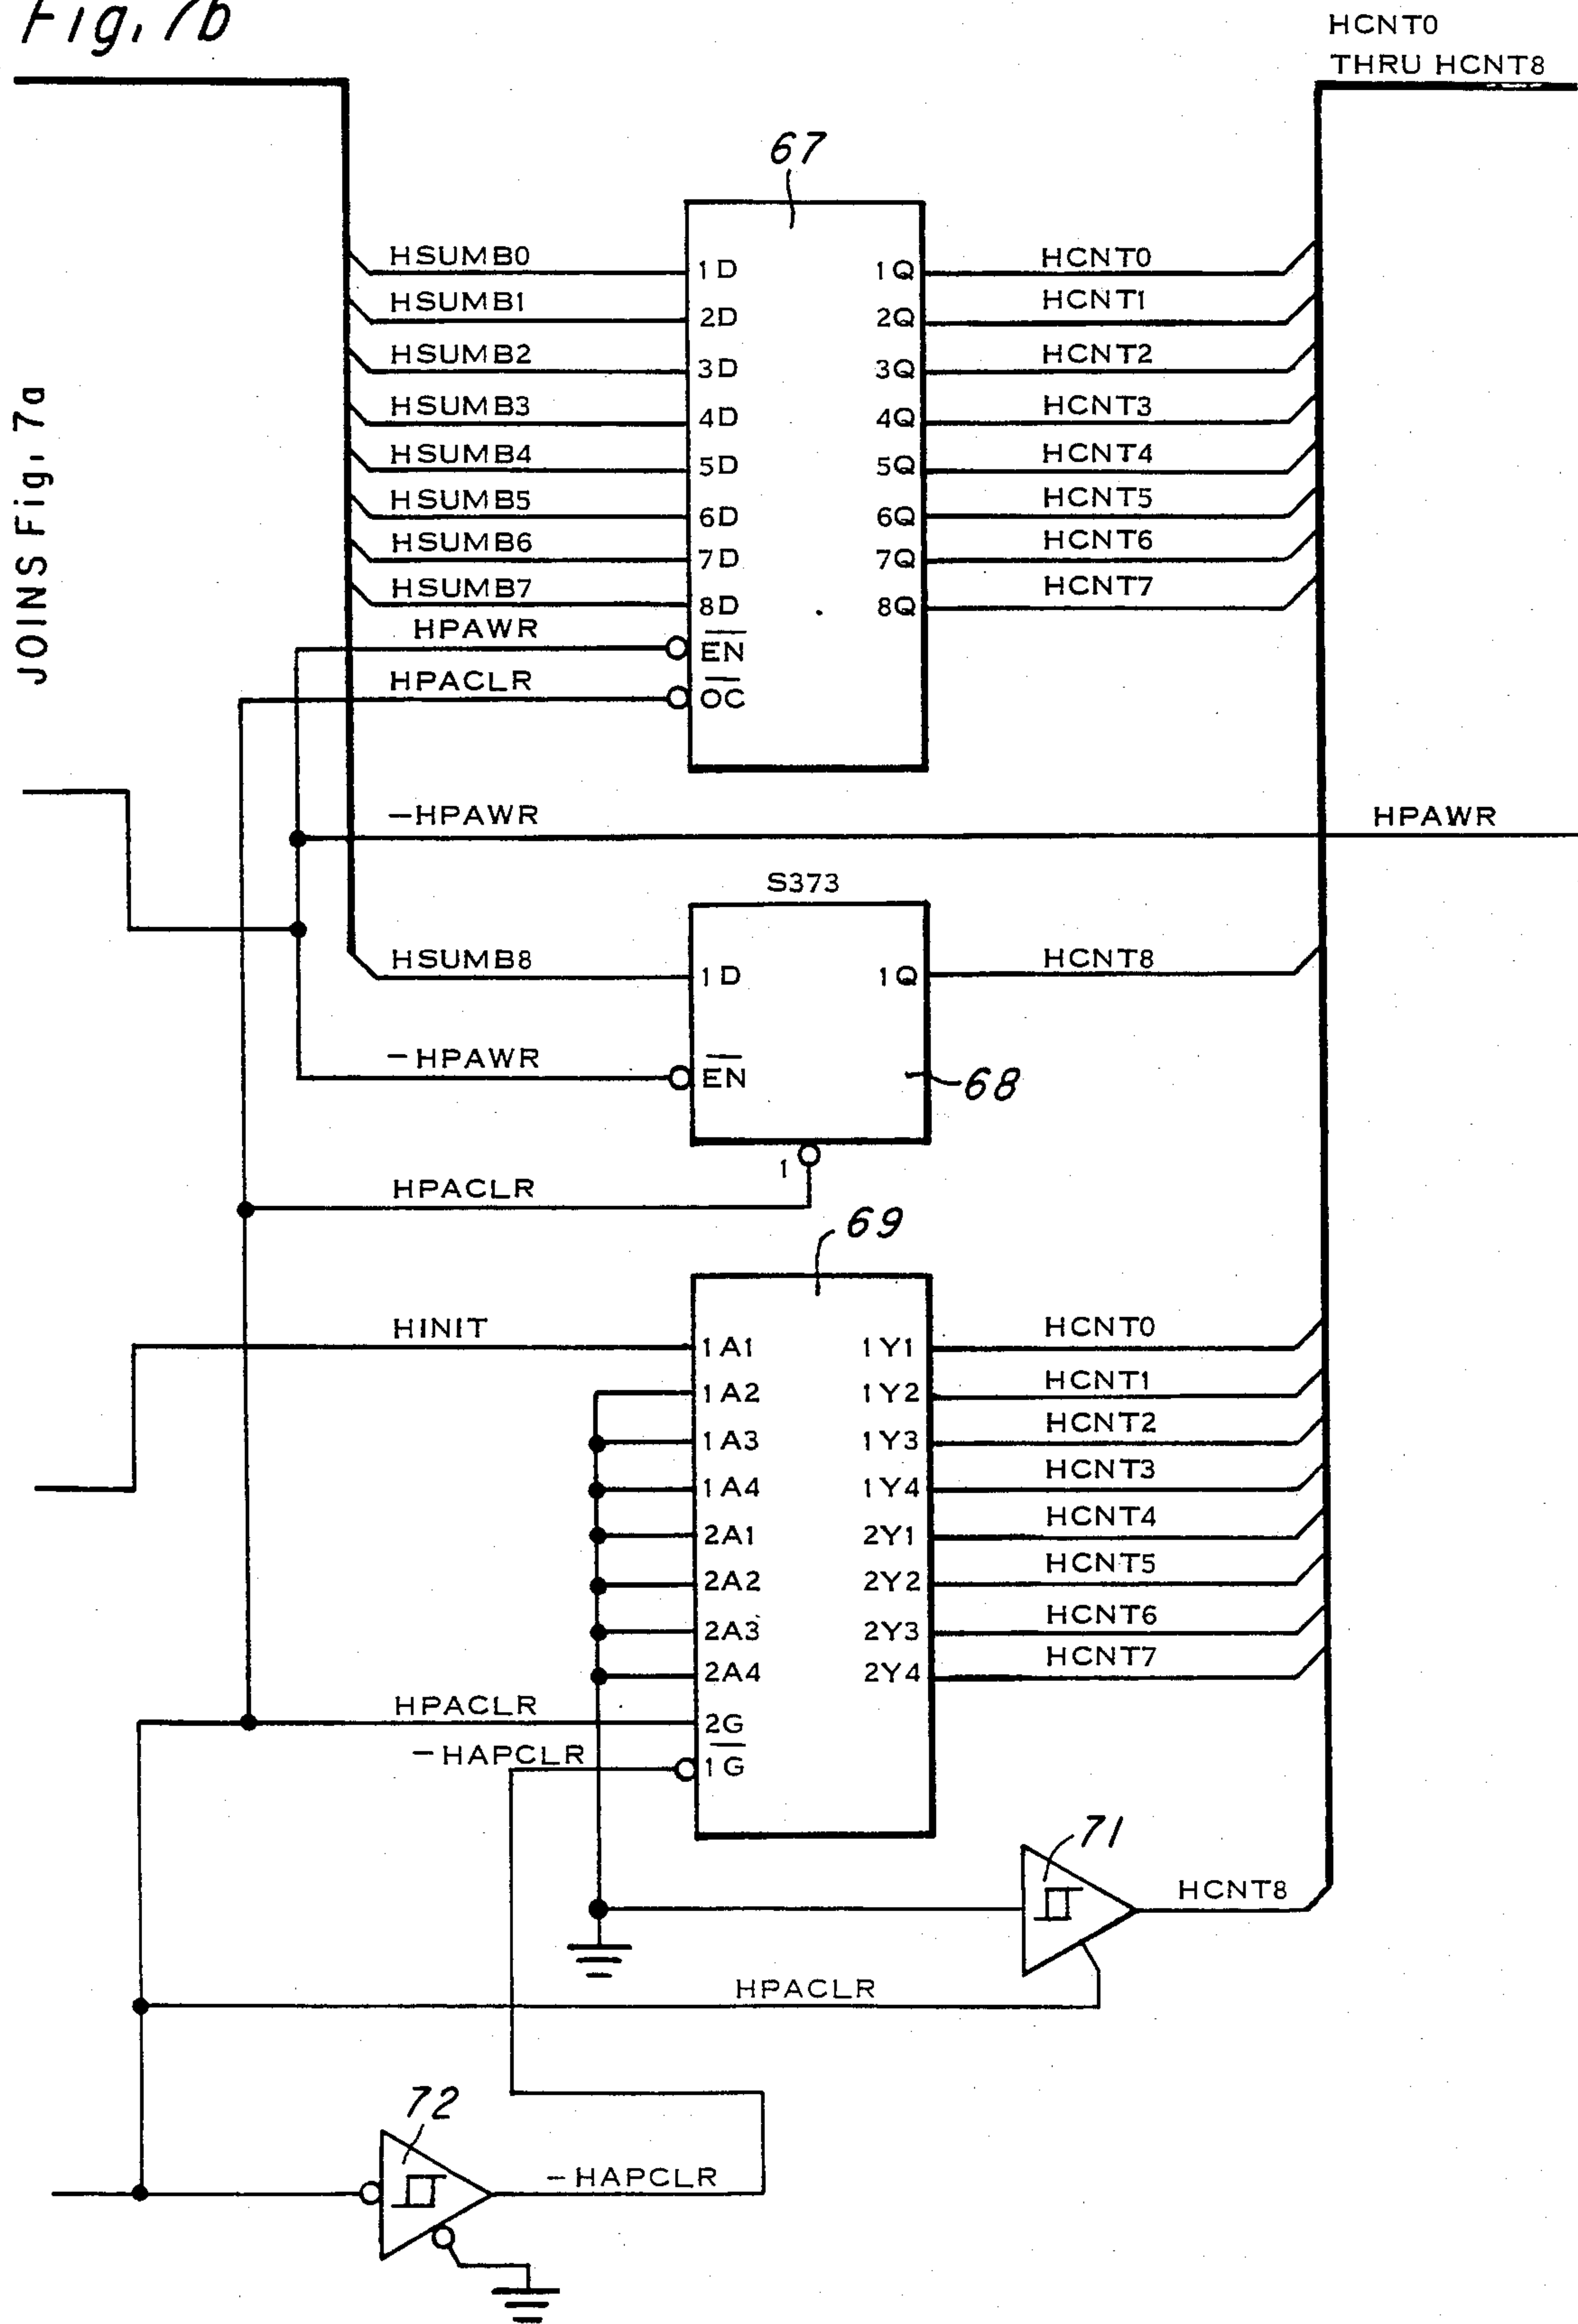 Fig. 7b
HCNT0
THRU HCNT8
JOINS Fig. 7a
67
HSUMB0 1D 1Q HCNT0
HSUMB1 2D 2Q HCNT1
HSUMB2 3D 3Q HCNT2
HSUMB3 4D 4Q HCNT3
HSUMB4 5D 5Q HCNT4
HSUMB5 6D 6Q HCNT5
HSUMB6 7D 7Q HCNT6
HSUMB7 8D 8Q HCNT7
HPAWR E̅N̅
HPACLR O̅C̅
-HPAWR HPAWR
S373
HSUMB8 1D 1Q HCNT8
-HPAWR E̅N̅ 68
1
HPACLR
69
HINIT 1A1 1Y1 HCNT0
1A2 1Y2 HCNT1
1A3 1Y3 HCNT2
1A4 1Y4 HCNT3
2A1 2Y1 HCNT4
2A2 2Y2 HCNT5
2A3 2Y3 HCNT6
2A4 2Y4 HCNT7
HPACLR 2G
-HAPCLR 1̅G̅
71
HCNT8
HPACLR
72
-HAPCLR